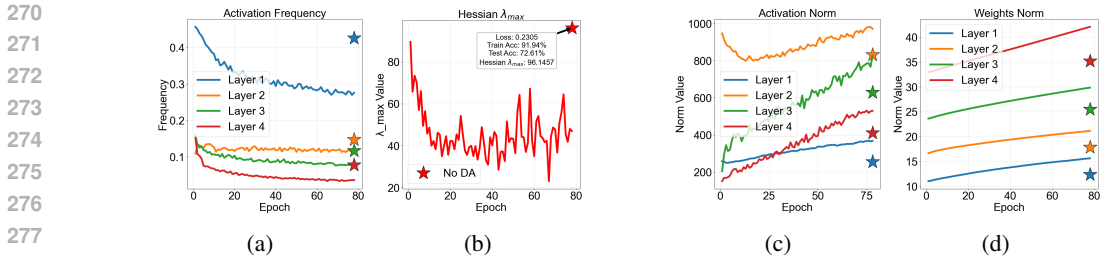 270
271
272
273
274
275
276
277
Activation Frequency
Frequency
0.4
0.3
0.2
0.1
Layer 1
Layer 2
Layer 3
Layer 4
0 20 40 60 80
Epoch
(a)
Hessian λmax
λ_max Value
80
60
40
20
Loss: 0.2305
Train Acc: 91.94%
Test Acc: 72.61%
Hessian λmax: 96.1457
No DA
0 20 40 60 80
Epoch
(b)
Activation Norm
Norm Value
1000
800
600
400
200
Layer 1
Layer 2
Layer 3
Layer 4
0 25 50 75
Epoch
(c)
Weights Norm
Norm Value
40
35
30
25
20
15
10
Layer 1
Layer 2
Layer 3
Layer 4
0 20 40 60 80
Epoch
(d)